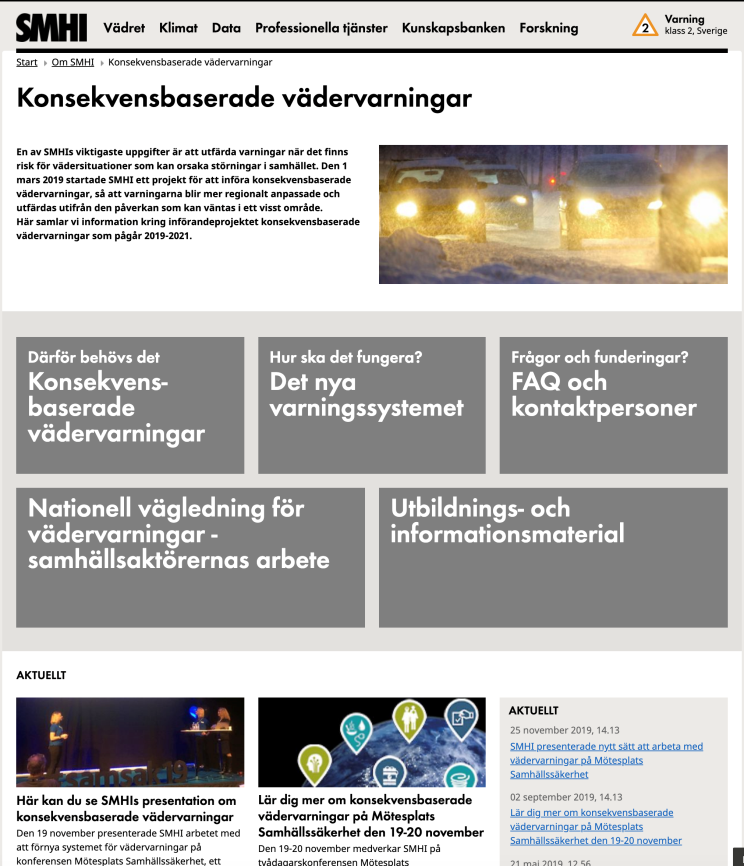 SMHI
Vädret Klimat Data Professionella tjänster Kunskapsbanken Forskning
2
Varning
klass 2, Sverige
Start Om SMHI Konsekvensbaserade vädervarningar
Konsekvensbaserade vädervarningar
En av SMHIs viktigaste uppgifter är att utfärda varningar när det finns
risk för vädersituationer som kan orsaka störningar i samhället. Den 1
mars 2019 startade SMHI ett projekt för att införa konsekvensbaserade
vädervarningar, så att varningarna blir mer regionalt anpassade och
utfärdas utifrån den påverkan som kan väntas i ett visst område.
Här samlar vi information kring införandeprojektet konsekvensbaserade
vädervarningar som pågår 2019-2021.
Därför behövs det
Konsekvens-
baserade
vädervarningar
Hur ska det fungera?
Det nya
varningssystemet
Frågor och funderingar?
FAQ och
kontaktpersoner
Nationell vägledning för
vädervarningar -
samhällsaktörernas arbete
Utbildnings- och
informationsmaterial
AKTUELLT
samsäk19
Här kan du se SMHIs presentation om
konsekvensbaserade vädervarningar
Den 19 november presenterade SMHI arbetet med
att förnya systemet för vädervarningar på
konferensen Mötesplats Samhällssäkerhet, ett
Lär dig mer om konsekvensbaserade
vädervarningar på Mötesplats
Samhällssäkerhet den 19-20 november
Den 19-20 november medverkar SMHI på
tvådagarskonferensen Mötesplats
AKTUELLT
25 november 2019, 14.13
SMHI presenterade nytt sätt att arbeta med
vädervarningar på Mötesplats
Samhällssäkerhet
02 september 2019, 14.13
Lär dig mer om konsekvensbaserade
vädervarningar på Mötesplats
Samhällssäkerhet den 19-20 november
21 maj 2019, 12.56